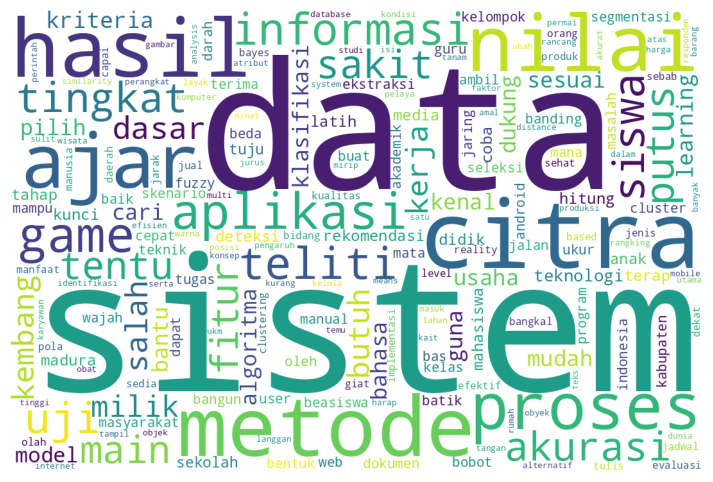 kriteria
hasil
informasi
nilai
sakit
tingkat
dasar
pilih
ajar
data
siswa
putus
learning
dukung
klasifikasi
kerja
aplikasi
citra
game
tentu
teliti
sistem
kembang
salah
bantu
fitur
butuh
bahasa
algoritma
guna
usaha
mudah
metode
proses
akurasi
uji
milik
main
model
kelompok
segmentasi
database
kondisi
studi
isi
perintah
gambar
capai
analysis
darah
bayes
atribut
guru
orang
produk
rancang
permai
ubah
akurat
atas
harga
responden
barang
similarity
perangkat
layak
komputer
terima
ekstraksi
system
tanam
pelaya
ambil
sesuai
sebab
masalah
faktor
amal
distance
banding
jaring
coba
mana
sehat
dalam
banyak
latih
media
beda
tuju
minat
jurus
jarak
mirip
akademik
seleksi
sulit
wisata
manusia
daerah
jual
buat
skenario
fuzzy
multi
kualitas
satu
tahap
mampu
kunci
baik
cari
kenal
hitung
cluster
android
produksi
rangking
efisien
warna
cepat
deteksi
bidang
rekomendasi
didik
jalan
based
jenis
teknik
posisi
pengaruh
mata
reality
ukur
anak
manfaat
konsep
tugas
level
teknologi
terap
mobile
utama
identifikasi
serta
kurang
means
masuk
lahan
karyawan
wajah
dapat
ukm
clustering
kelola
manual
temu
implementasi
kait
bas
mahasiswa
bangkal
program
indonesia
kabupaten
dekat
pola
madura
obat
oleh
giat
kelas
efektif
teks
sedia
bangun
user
beasiswa
harap
batik
tinggi
masyarakat
rumah
obyek
dunia
olah
tampil
objek
langgan
tangan
jadwal
internet
sekolah
bentuk
web
dokumen
bobot
alternatif
tulis
evaluasi